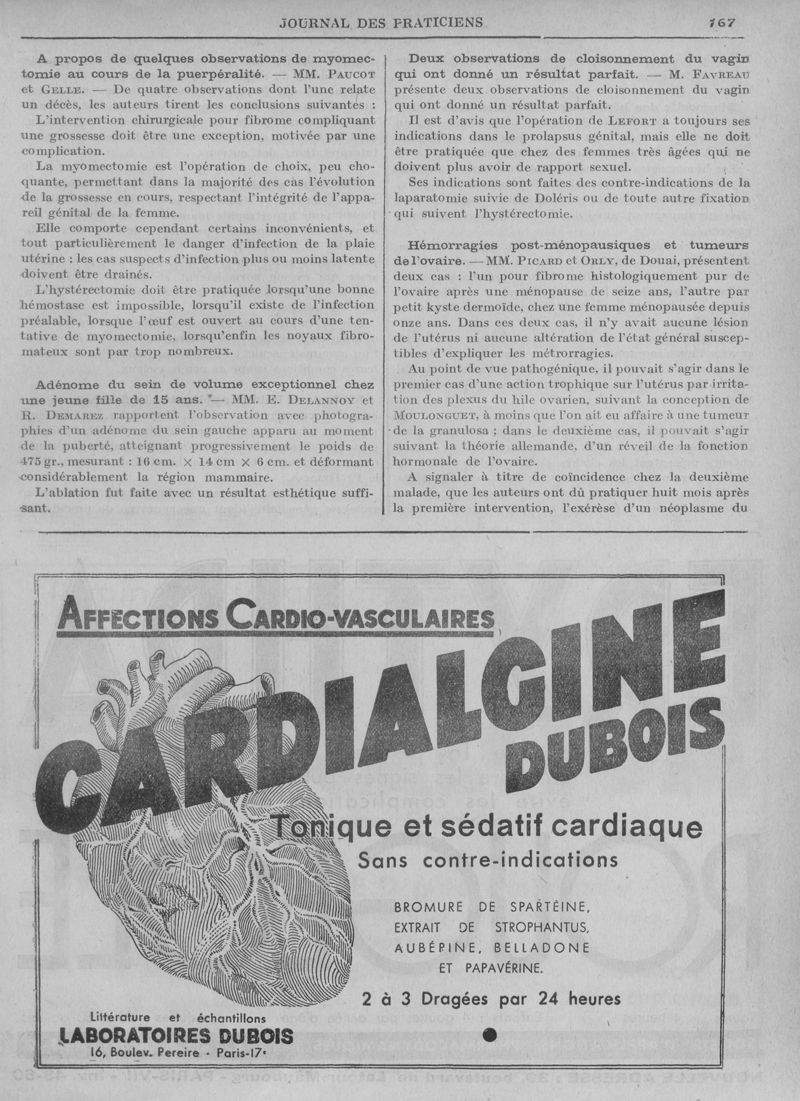 JOURNAL DES PRATICIENS 167
A propos de quelques observations de myomec-
tomie au cours de la puerpéralité. — MM. PAUCOT
et GELLE. — De quatre observations dont l'une relate
un décès, les auteurs tirent les conclusions suivantes :
L'intervention chirurgicale pour fibrome compliquant
une grossesse doit être une exception, motivée par une
complication.
La myomectomie est l'opération de choix, peu cho-
quante, permettant dans la majorité des cas l'évolution
de la grossesse en cours, respectant l'intégrité de l'appa-
reil génital de la femme.
Elle comporte cependant certains inconvénients, et
tout particulièrement le danger d'infection de la plaie
utérine : les cas suspects d'infection plus ou moins latente
doivent être drainés.
L'hystérectomie doit être pratiquée lorsqu'une bonne
hémostase est impossible, lorsqu'il existe de l'infection
préalable, lorsque l'œuf est ouvert au cours d'une ten-
tative de myomectomie, lorsqu'enfin les noyaux fibro-
mateux sont par trop nombreux.
Adénome du sein de volume exceptionnel chez
une jeune fille de 15 ans. — MM. E. DELANNOY et
R. DEMAREZ rapportent l'observation avec photogra-
phies d'un adénome du sein gauche apparu au moment
de la puberté, atteignant progressivement le poids de
475 gr., mesurant : 16 cm. × 14 cm × 6 cm. et déformant
considérablement la région mammaire.
L'ablation fut faite avec un résultat esthétique suffi-
sant.
Deux observations de cloisonnement du vagin
qui ont donné un résultat parfait. — M. FAVREAU
présente deux observations de cloisonnement du vagin
qui ont donné un résultat parfait.
Il est d'avis que l'opération de LEFORT a toujours ses
indications dans le prolapsus génital, mais elle ne doit
être pratiquée que chez des femmes très âgées qui ne
doivent plus avoir de rapport sexuel.
Ses indications sont faites des contre-indications de la
laparatomie suivie de Doléris ou de toute autre fixation
qui suivent l'hystérectomie.
Hémorragies post-ménopausiques et tumeurs
de l'ovaire. — MM. PICARD et ORLY, de Douai, présentent
deux cas : l'un pour fibrome histologiquement pur de
l'ovaire après une ménopause de seize ans, l'autre par
petit kyste dermoïde, chez une femme ménopausée depuis
onze ans. Dans ces deux cas, il n'y avait aucune lésion
de l'utérus ni aucune altération de l'état général suscep-
tibles d'expliquer les métrorragies.
Au point de vue pathogénique, il pouvait s'agir dans le
premier cas d'une action trophique sur l'utérus par irrita-
tion des plexus du hile ovarien, suivant la conception de
MOULONGUET, à moins que l'on ait eu affaire à une tumeur
de la granulosa ; dans le deuxième cas, il pouvait s'agir
suivant la théorie allemande, d'un réveil de la fonction
hormonale de l'ovaire.
A signaler à titre de coïncidence chez la deuxième
malade, que les auteurs ont dû pratiquer huit mois après
la première intervention, l'exérèse d'un néoplasme du
AFFECTIONS CARDIO-VASCULAIRES
CARDIALGINE
DUBOIS
Tonique et sédatif cardiaque
Sans contre-indications
BROMURE DE SPARTÉINE,
EXTRAIT DE STROPHANTUS,
AUBÉPINE, BELLADONE
ET PAPAVÉRINE.
2 à 3 Dragées par 24 heures
Littérature et échantillons
LABORATOIRES DUBOIS
16, Boulev. Pereire - Paris-17e